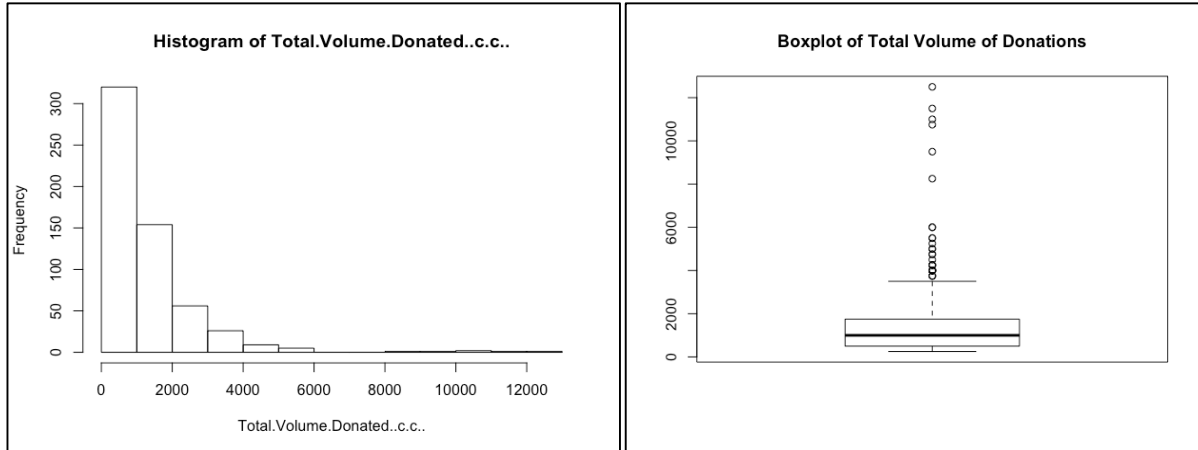 Histogram of Total.Volume.Donated..c.c..
Frequency
300
250
200
150
100
50
0
0 2000 4000 6000 8000 10000 12000
Total.Volume.Donated..c.c..
Boxplot of Total Volume of Donations
10000
6000
2000
0